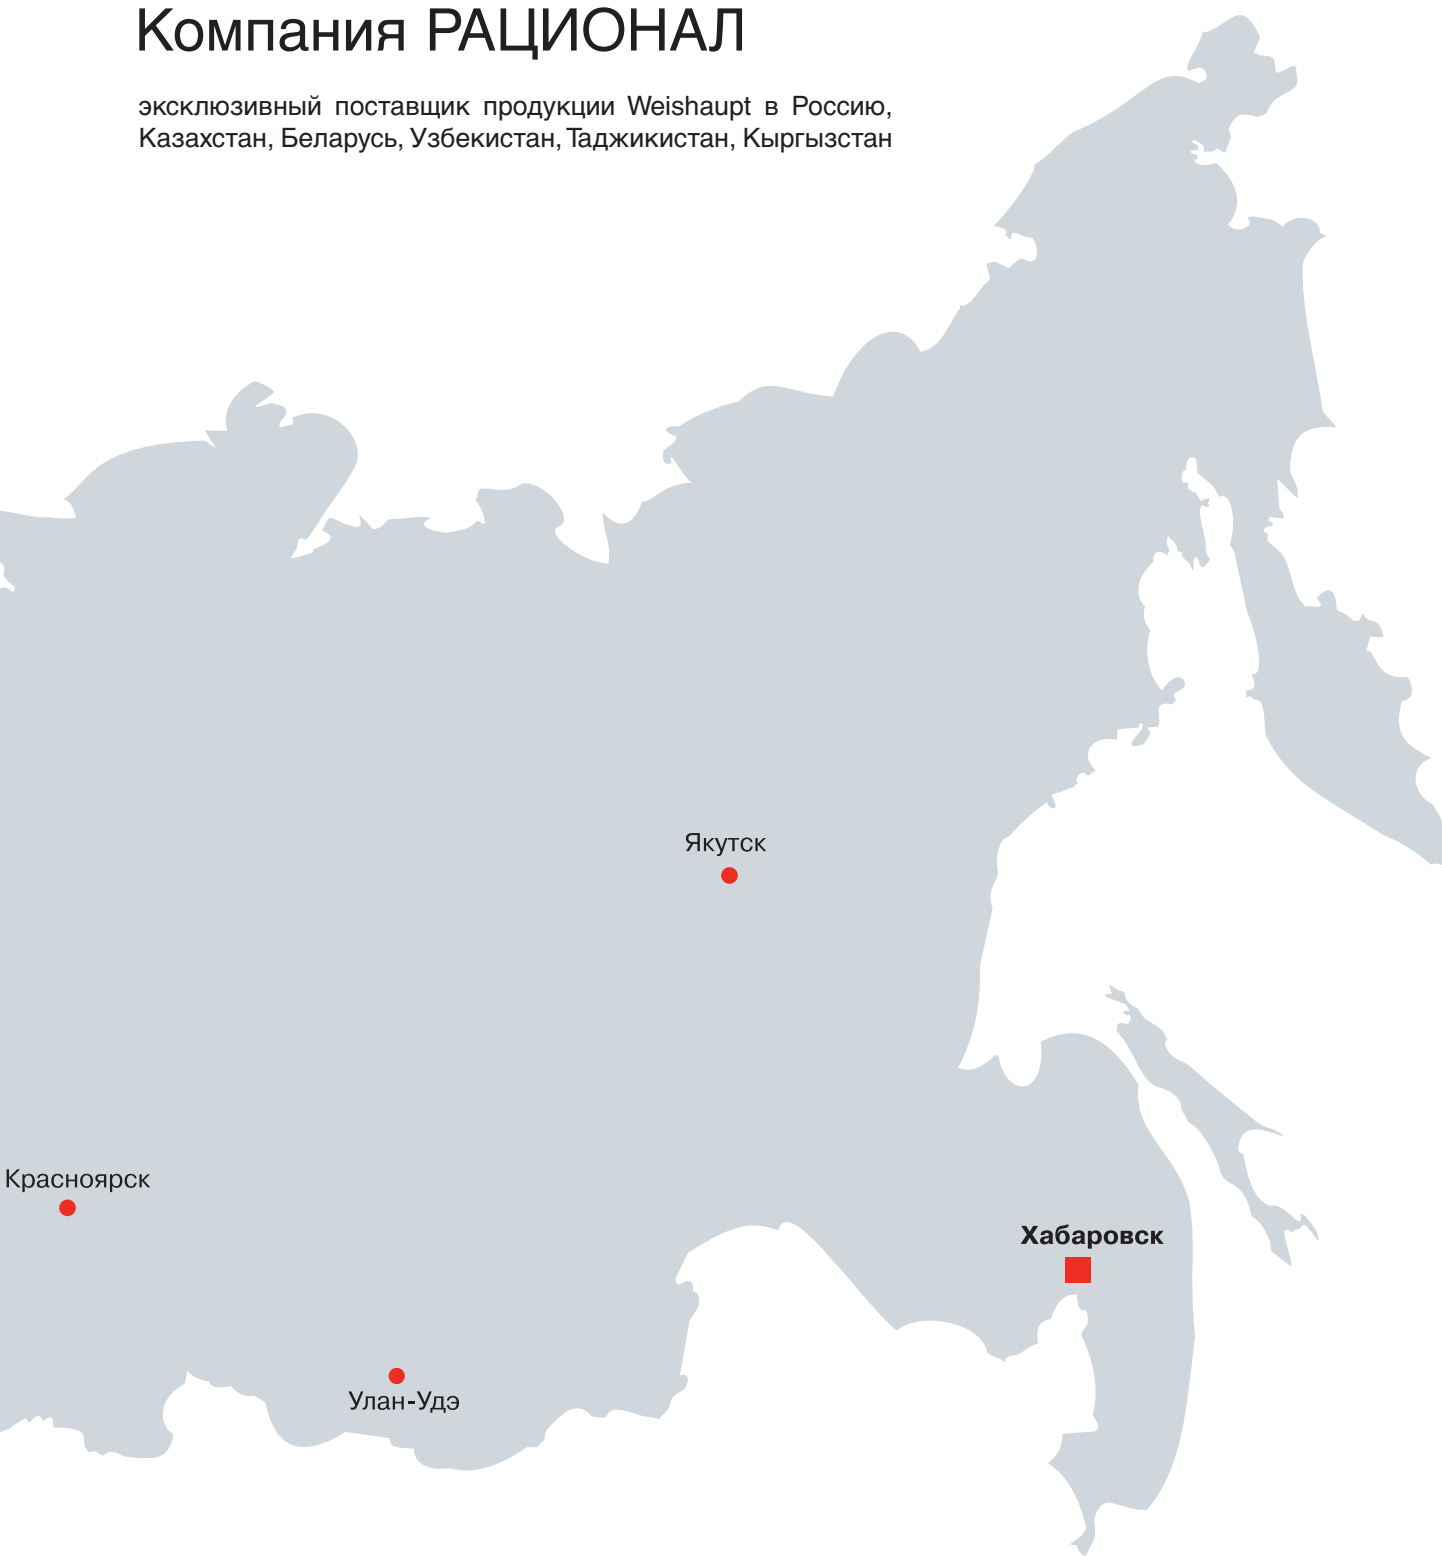 Компания РАЦИОНАЛ
эксклюзивный поставщик продукции Weishaupt в Россию,
Казахстан, Беларусь, Узбекистан, Таджикистан, Кыргызстан
Якутск
Красноярск
Хабаровск
Улан-Удэ